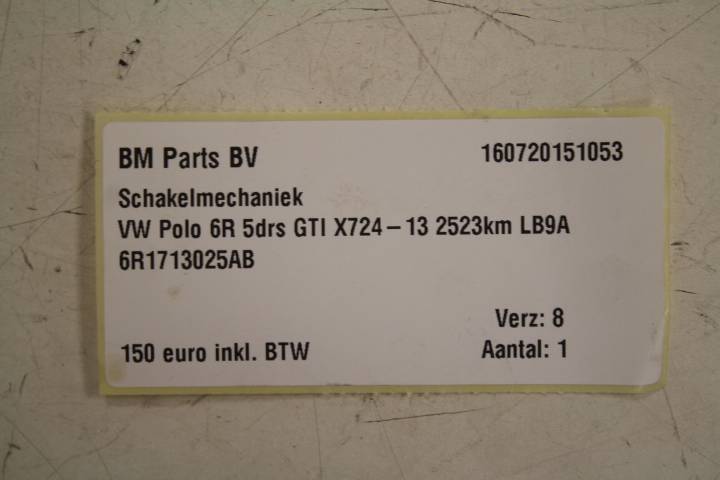 BM Parts BV 160720151053
Schakelmechaniek
VW Polo 6R 5drs GTI X724-13 2523km LB9A
6R1713025AB
Verz: 8
150 euro inkl. BTW Aantal: 1